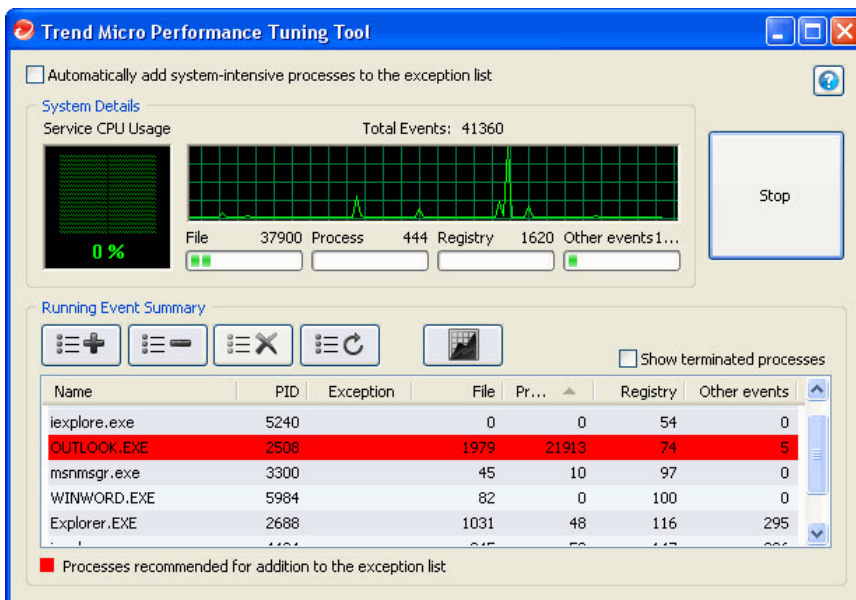 Trend Micro Performance Tuning Tool
Automatically add system-intensive processes to the exception list
System Details
Service CPU Usage
Total Events: 41360
0 %
File 37900 Process 444 Registry 1620 Other events1...
Stop
Running Event Summary
Show terminated processes
Name PID Exception File Pr... Registry Other events
iexplore.exe 5240 0 0 54 0
OUTLOOK.EXE 2508 1979 21913 74 5
msnmsgr.exe 3300 45 10 97 0
WINWORD.EXE 5984 82 0 100 0
Explorer.EXE 2688 1031 48 116 295
Processes recommended for addition to the exception list